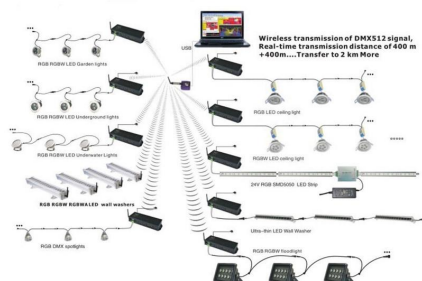 USB
Wireless transmission of DMX512 signal,
Real-time transmission distance of 400 m
+400m....Transfer to 2 km More
RGB RGBW LED Garden lights
RGB LED ceiling light
RGB RGBW LED Underground lights
RGBW LED ceiling light
RGB RGBW LED Underwater Lights
24V RGB SMD5050 LED Strip
RGB RGBW RGBWA LED wall washers
Ultra-thin LED Wall Washer
RGB DMX spotlights
RGB RGBW floodlight